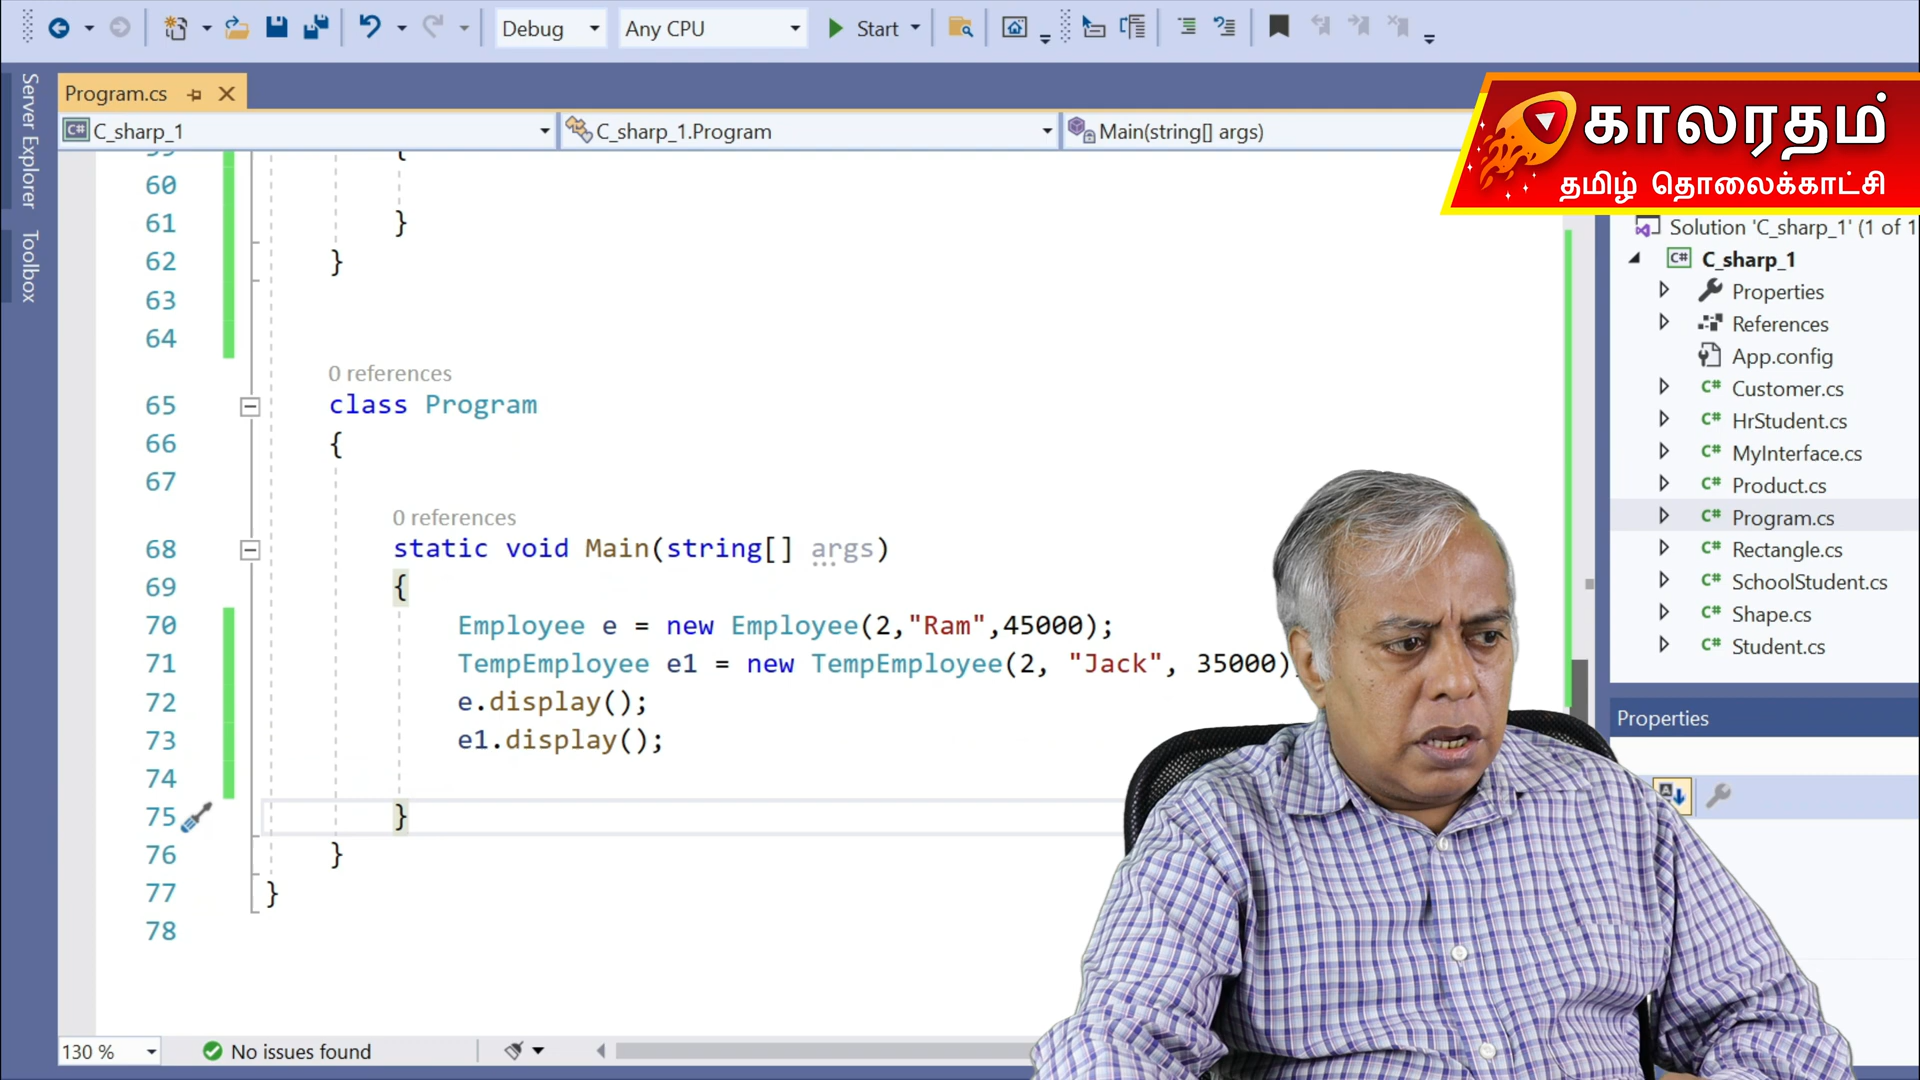 Debug
Any CPU
Start
Server Explorer
Toolbox
Program.cs
C_sharp_1
C_sharp_1.Program
Main(string[] args)
காலரதம்
தமிழ் தொலைக்காட்சி
60
61 }
62 }
63
64
0 references
65 class Program
66 {
67
0 references
68 static void Main(string[] args)
69 {
70 Employee e = new Employee(2,"Ram",45000);
71 TempEmployee e1 = new TempEmployee(2, "Jack", 35000)
72 e.display();
73 e1.display();
74
75 }
76 }
77 }
78
130 %
No issues found
Solution 'C_sharp_1' (1 of 1
C_sharp_1
Properties
References
App.config
Customer.cs
HrStudent.cs
MyInterface.cs
Product.cs
Program.cs
Rectangle.cs
SchoolStudent.cs
Shape.cs
Student.cs
Properties